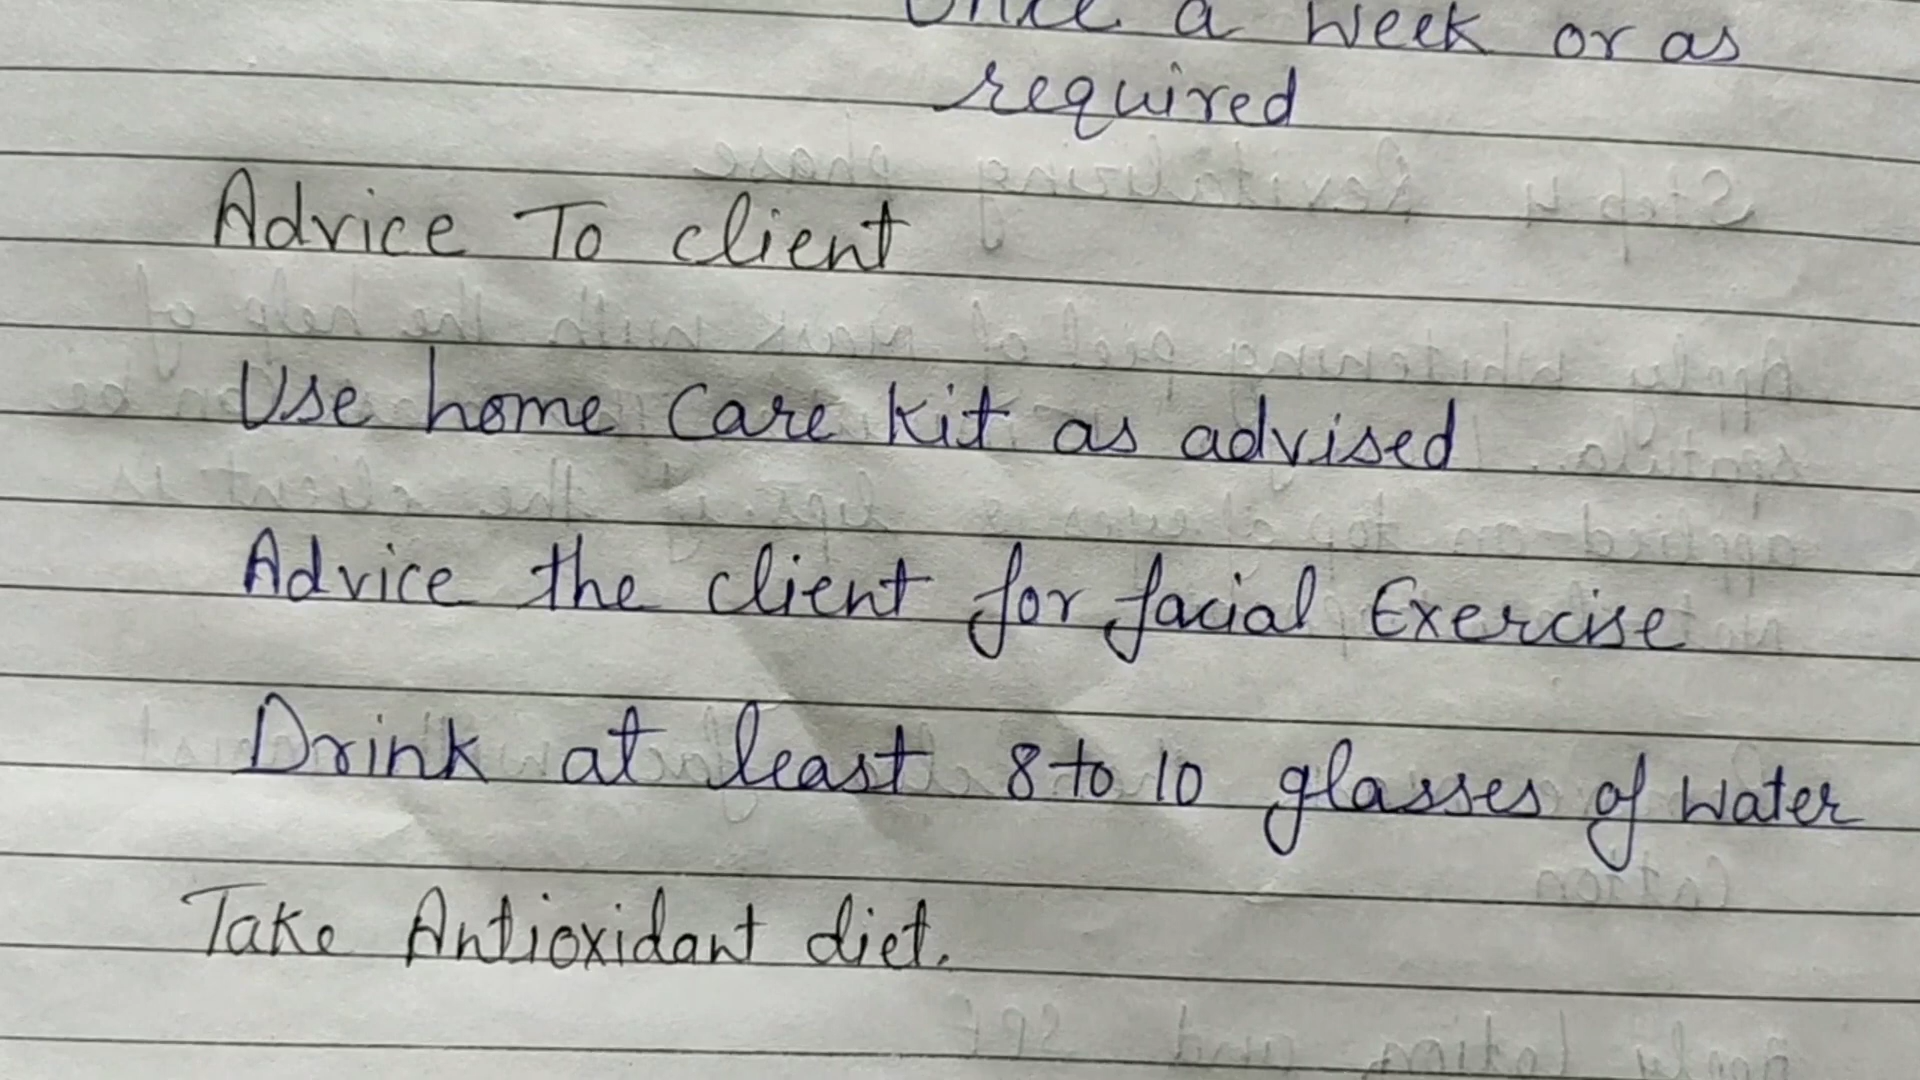 Once a week or as
required
Advice To client
Use home care kit as advised
Advice the client for facial Exercise
Drink at least 8 to 10 glasses of water
Take Antioxidant diet.